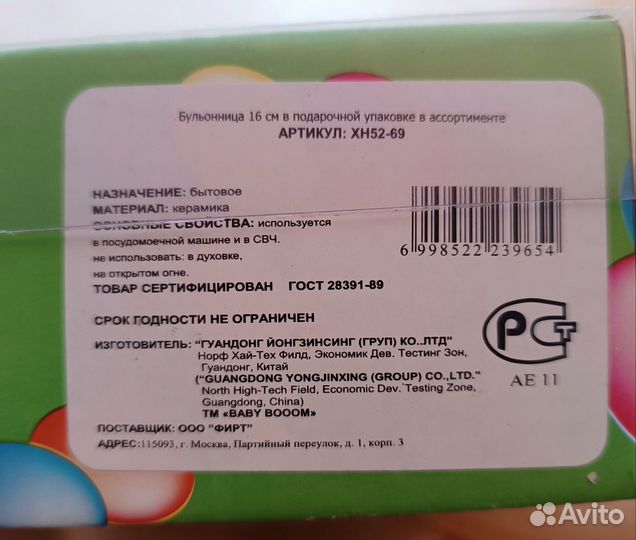 Бульонница 16 см в подарочной упаковке в ассортименте
АРТИКУЛ: XH52-69
НАЗНАЧЕНИЕ: бытовое
МАТЕРИАЛ: керамика
ОСНОВНЫЕ СВОЙСТВА: используется
в посудомоечной машине и в СВЧ.
не использовать: в духовке,
на открытом огне.
ТОВАР СЕРТИФИЦИРОВАН ГОСТ 28391-89
6 998522 239654
СРОК ГОДНОСТИ НЕ ОГРАНИЧЕН
ИЗГОТОВИТЕЛЬ: "ГУАНДОНГ ЙОНГЗИНСИНГ (ГРУП) КО..ЛТД"
Норф Хай-Тех Филд, Экономик Дев. Тестинг Зон,
Гуандонг, Китай
("GUANGDONG YONGJINXING (GROUP) CO.,LTD."
North High-Tech Field, Economic Dev. Testing Zone,
Guangdong, China)
ТМ «BABY BOOOM»
РСТ
АЕ 11
ПОСТАВЩИК: ООО "ФИРТ"
АДРЕС:115093, г. Москва, Партийный переулок, д. 1, корп. 3
Avito